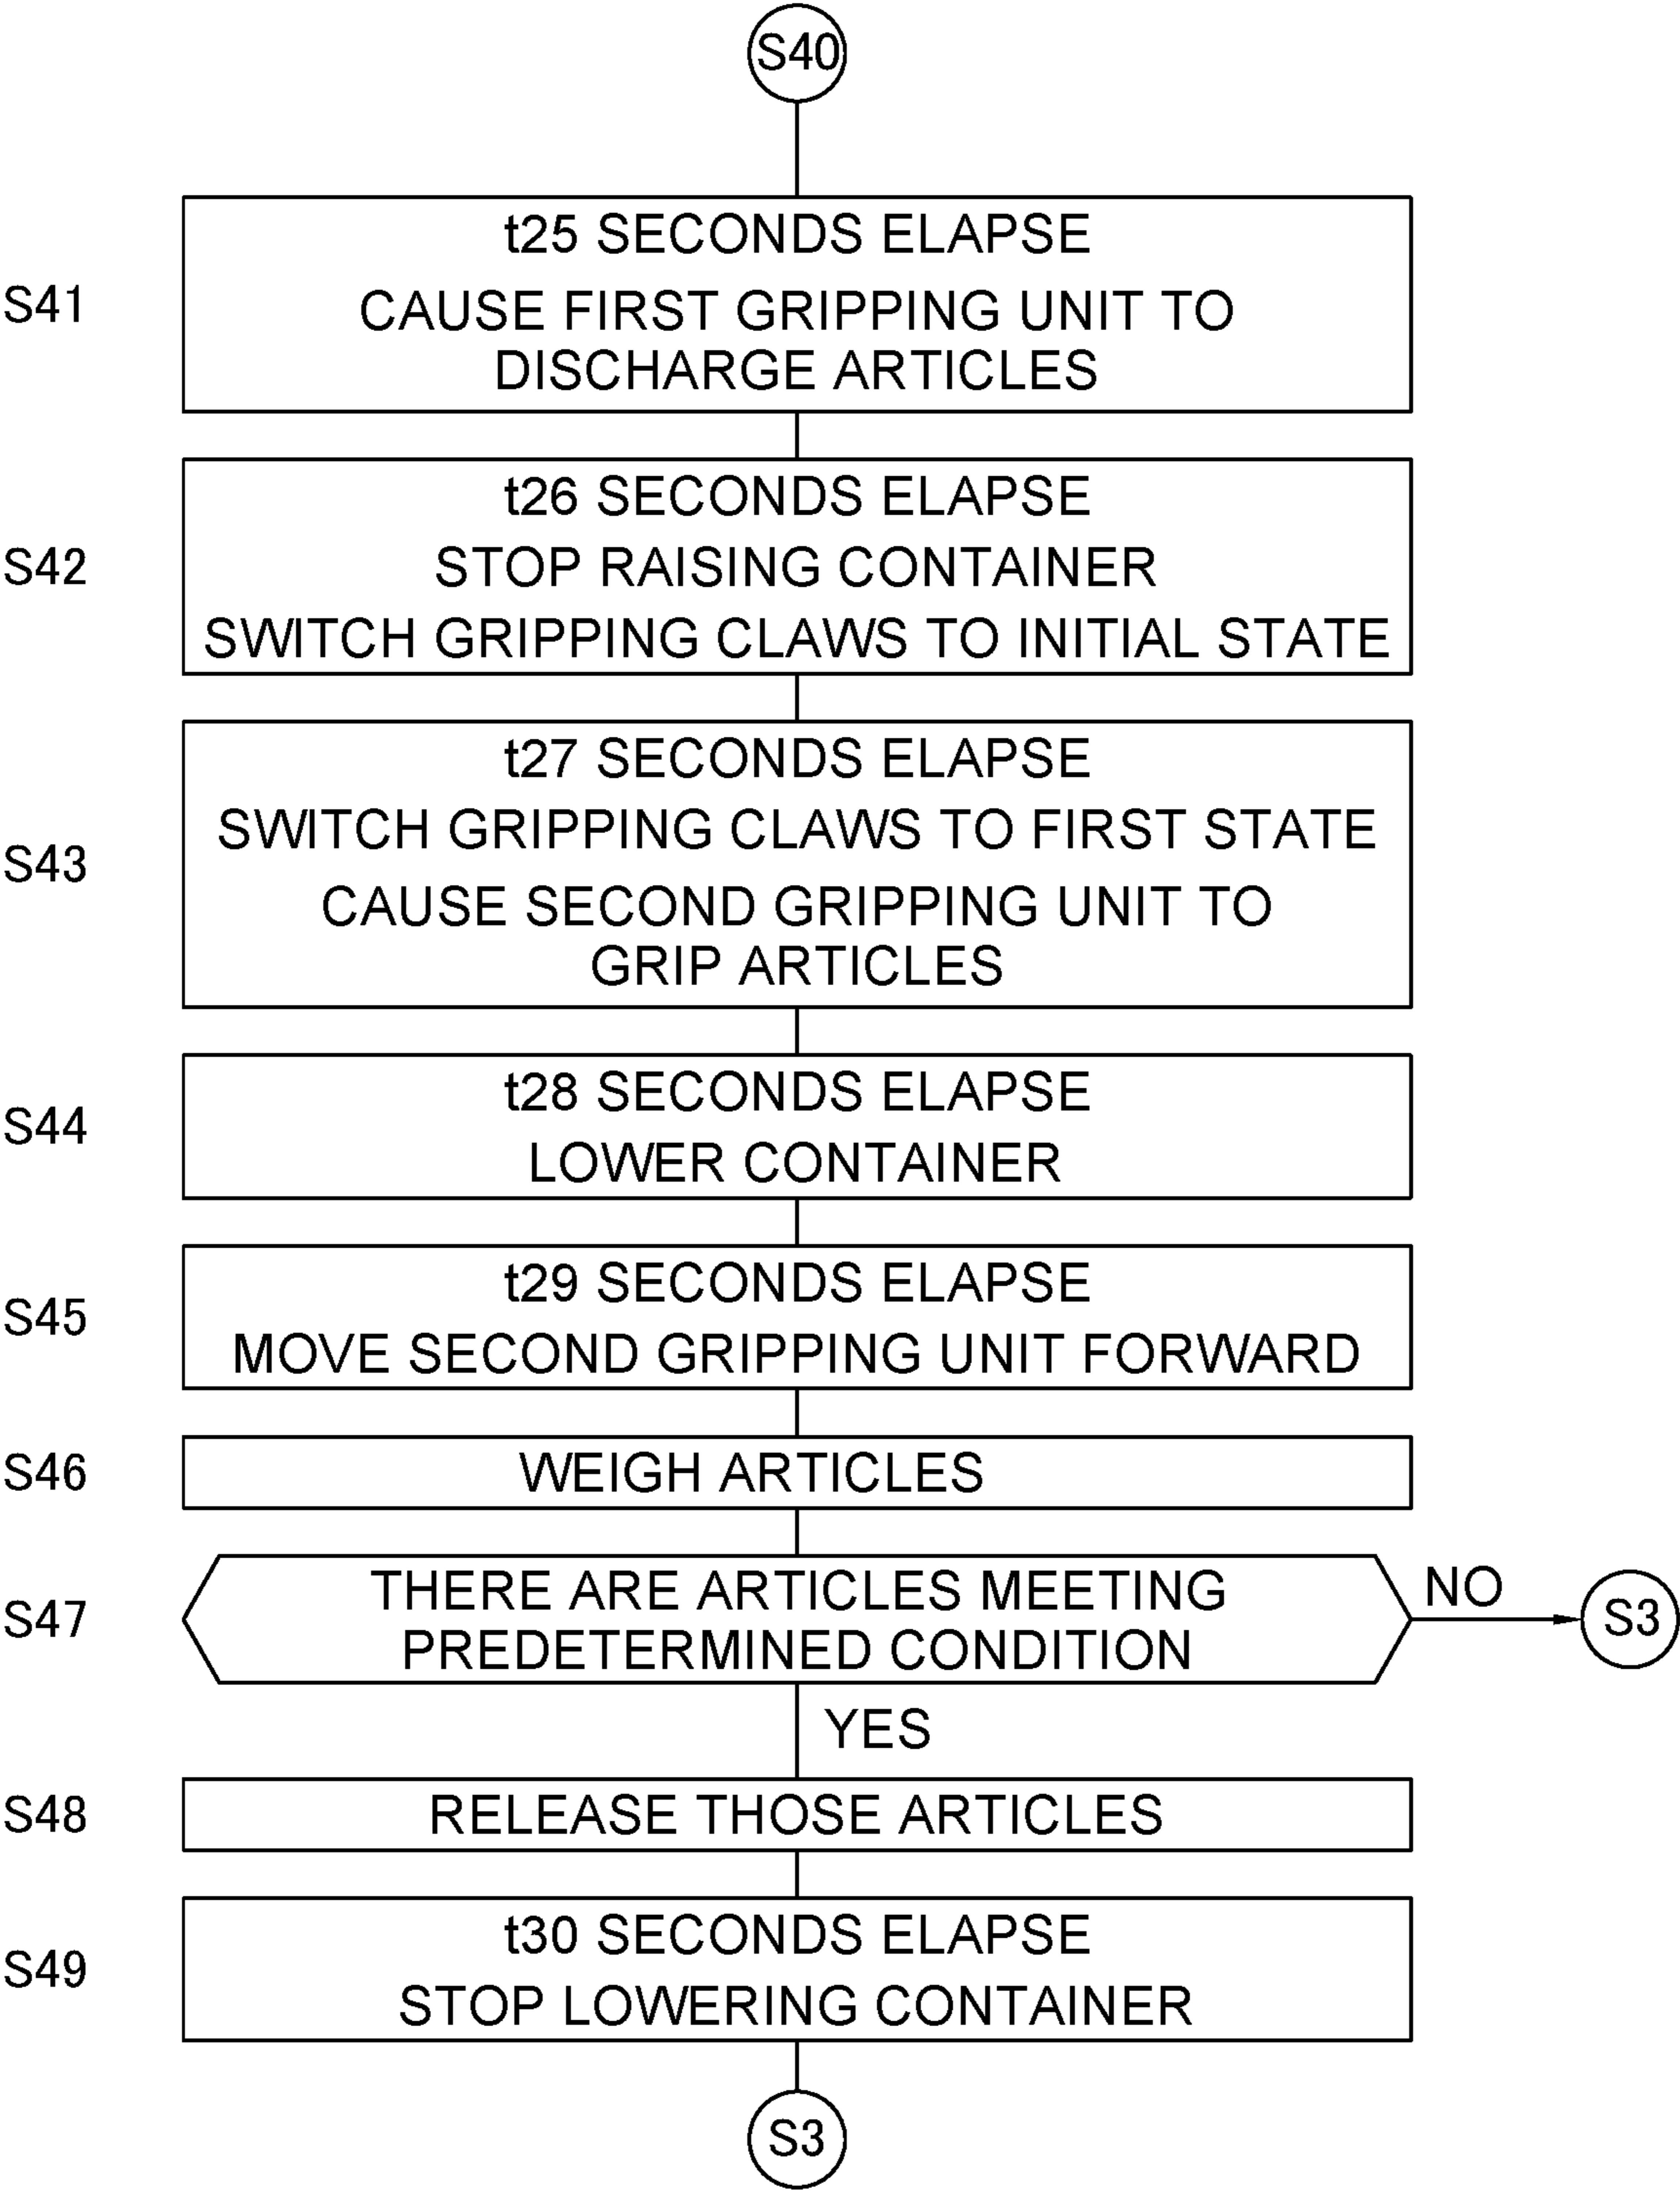 S40
S41
t25 SECONDS ELAPSE
CAUSE FIRST GRIPPING UNIT TO
DISCHARGE ARTICLES
S42
t26 SECONDS ELAPSE
STOP RAISING CONTAINER
SWITCH GRIPPING CLAWS TO INITIAL STATE
S43
t27 SECONDS ELAPSE
SWITCH GRIPPING CLAWS TO FIRST STATE
CAUSE SECOND GRIPPING UNIT TO
GRIP ARTICLES
S44
t28 SECONDS ELAPSE
LOWER CONTAINER
S45
t29 SECONDS ELAPSE
MOVE SECOND GRIPPING UNIT FORWARD
S46
WEIGH ARTICLES
S47
THERE ARE ARTICLES MEETING
PREDETERMINED CONDITION
NO
S3
YES
S48
RELEASE THOSE ARTICLES
S49
t30 SECONDS ELAPSE
STOP LOWERING CONTAINER
S3